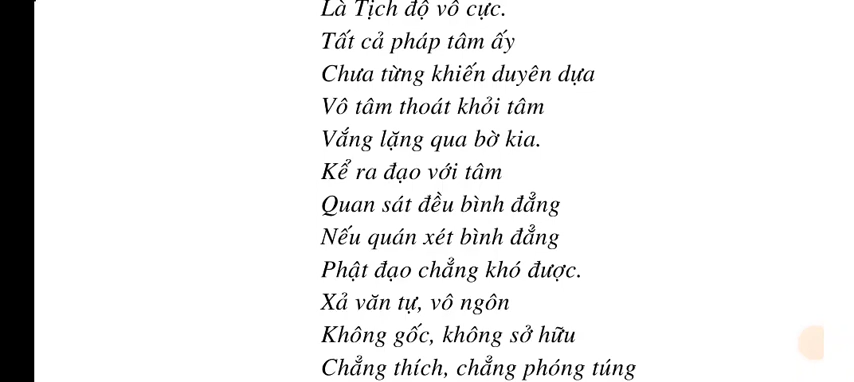 Là Tịch độ vô cực.
Tất cả pháp tâm ấy
Chưa từng khiến duyên dựa
Vô tâm thoát khỏi tâm
Vắng lặng qua bờ kia.
Kể ra đạo với tâm
Quan sát đều bình đẳng
Nếu quán xét bình đẳng
Phật đạo chẳng khó được.
Xả văn tự, vô ngôn
Không gốc, không sở hữu
Chẳng thích, chẳng phóng túng